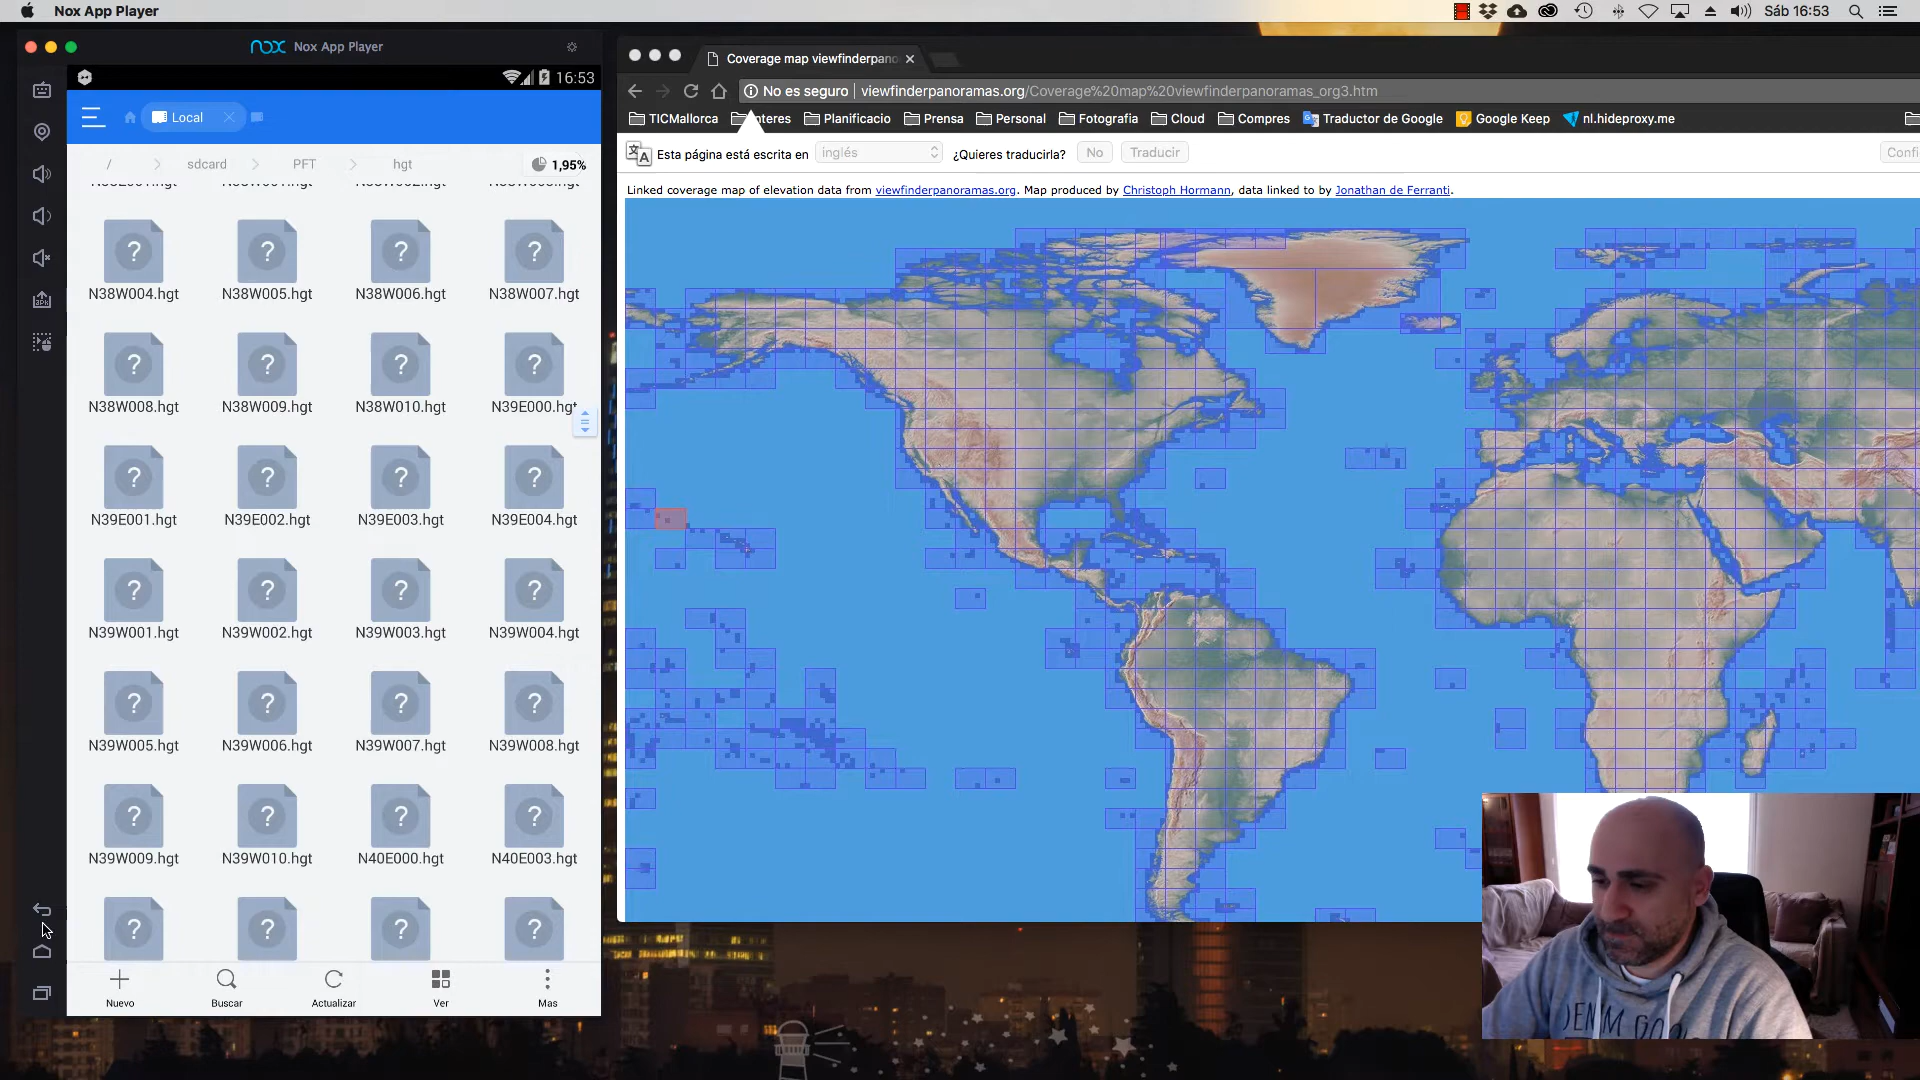 Nox App Player
Sáb 16:53
nox Nox App Player
16:53
Local
/ sdcard PFT hgt 1,95%
N38W004.hgt N38W005.hgt N38W006.hgt N38W007.hgt
N38W008.hgt N38W009.hgt N38W010.hgt N39E000.hgt
N39E001.hgt N39E002.hgt N39E003.hgt N39E004.hgt
N39W001.hgt N39W002.hgt N39W003.hgt N39W004.hgt
N39W005.hgt N39W006.hgt N39W007.hgt N39W008.hgt
N39W009.hgt N39W010.hgt N40E000.hgt N40E003.hgt
Nuevo Buscar Actualizar Ver Mas
Coverage map viewfinderpano
No es seguro viewfinderpanoramas.org/Coverage%20map%20viewfinderpanoramas_org3.htm
TICMallorca nteres Planificacio Prensa Personal Fotografia Cloud Compres Traductor de Google Google Keep nl.hideproxy.me
Esta página está escrita en inglés ¿Quieres traducirla? No Traducir Confi
Linked coverage map of elevation data from viewfinderpanoramas.org. Map produced by Christoph Hormann, data linked to by Jonathan de Ferranti.